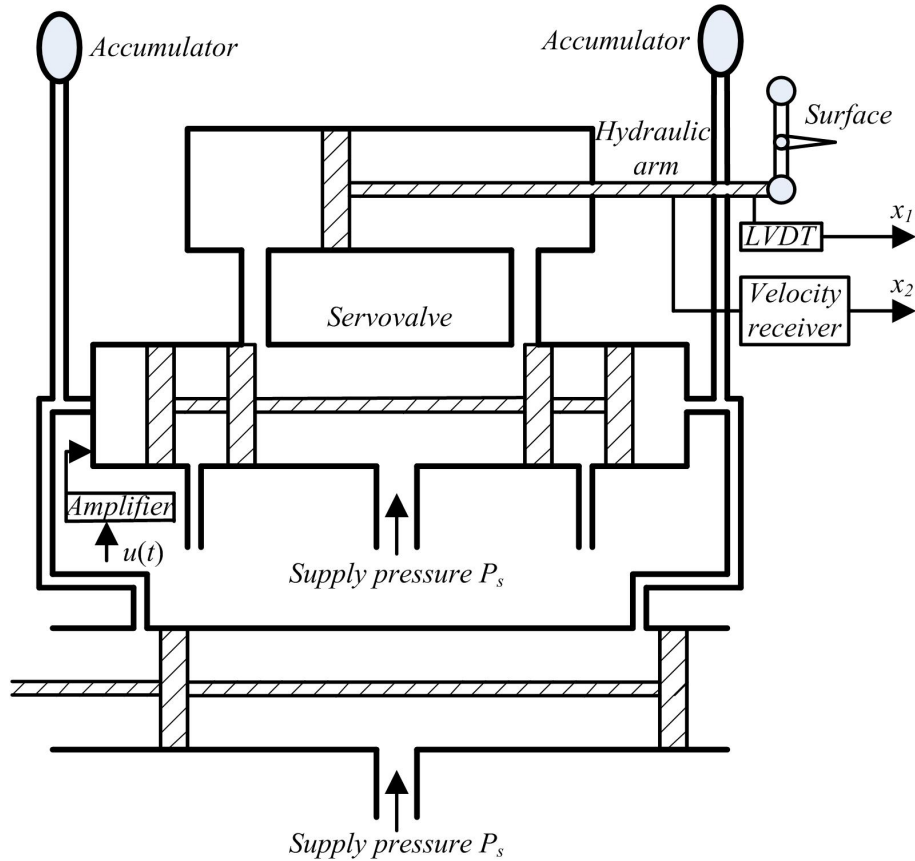 Accumulator
Accumulator
Surface
Hydraulic
arm
x1
LVDT
x2
Velocity
receiver
Servovalve
Amplifier
u(t)
Supply pressure Ps
Supply pressure Ps